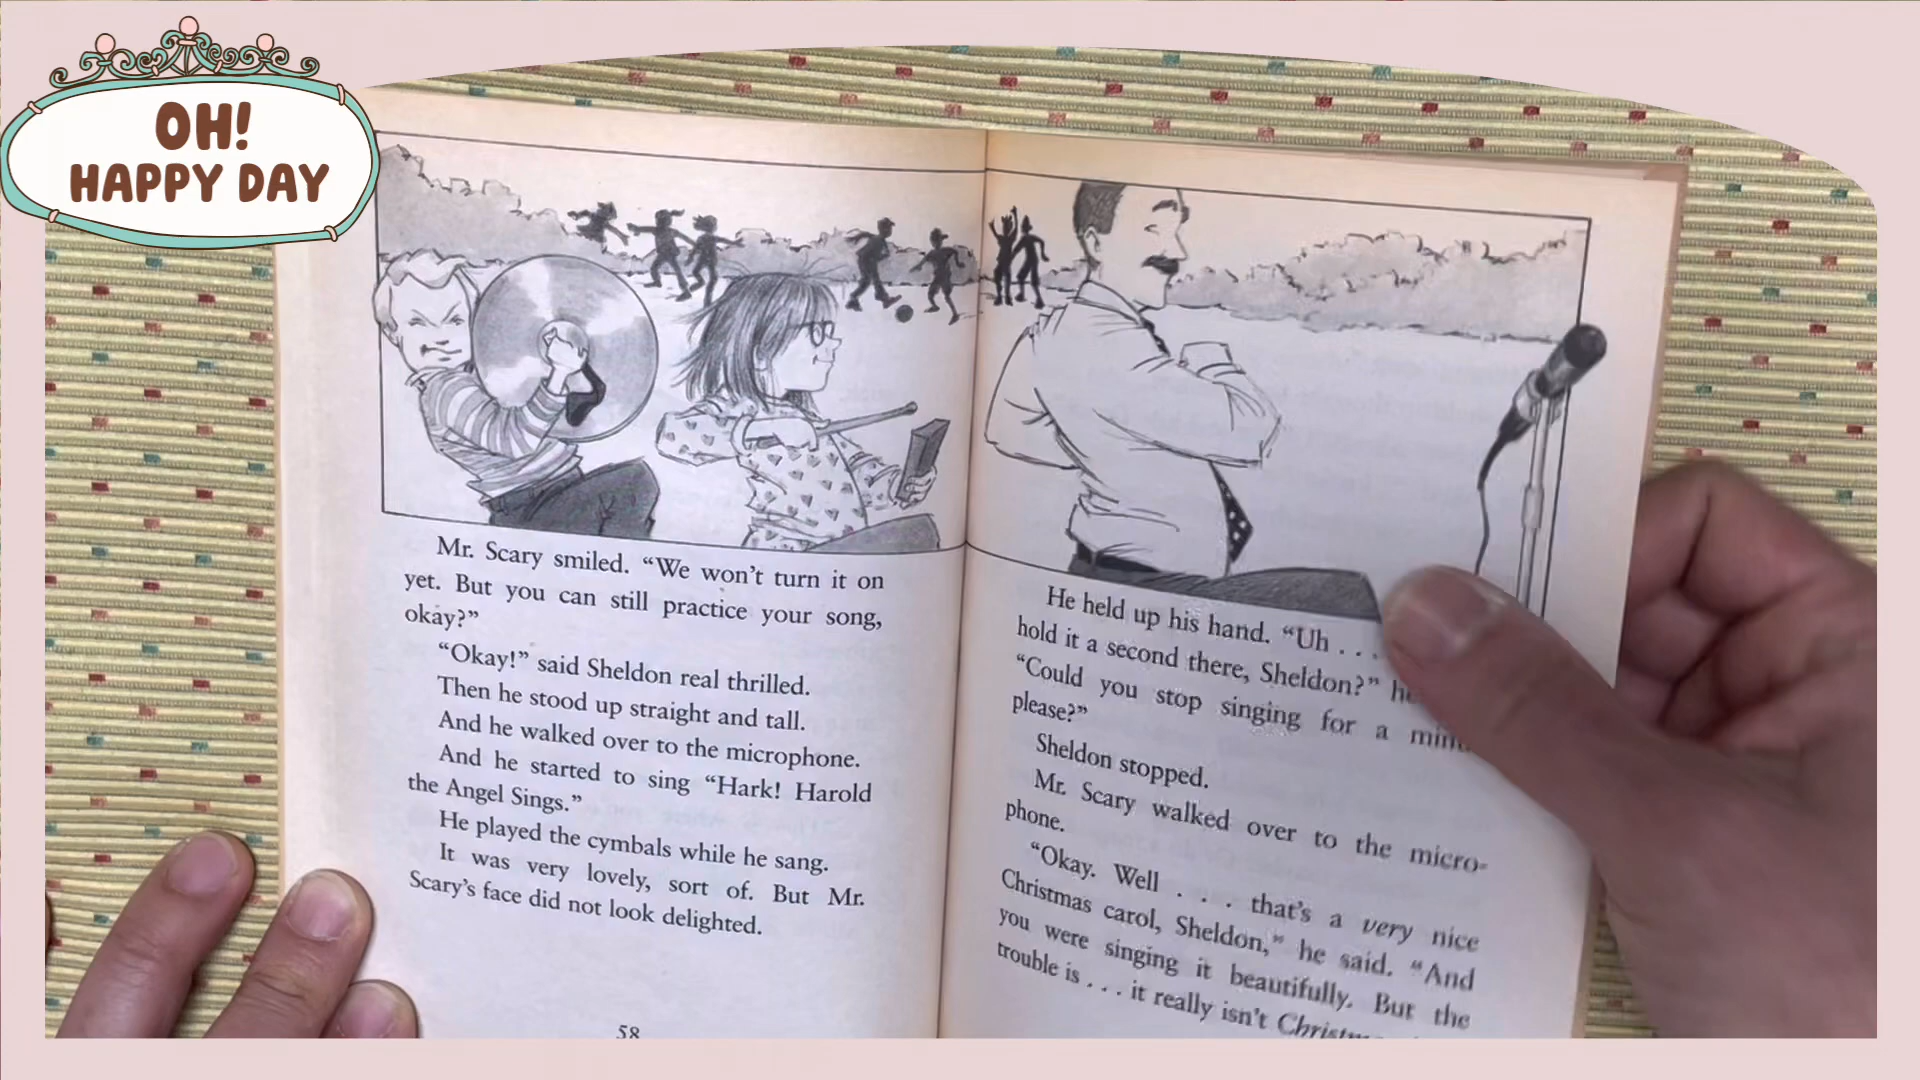 OH!
HAPPY DAY
Mr. Scary smiled. “We won’t turn it on
yet. But you can still practice your song,
okay?”
“Okay!” said Sheldon real thrilled.
Then he stood up straight and tall.
And he walked over to the microphone.
And he started to sing “Hark! Harold
the Angel Sings.”
He played the cymbals while he sang.
It was very lovely, sort of. But Mr.
Scary’s face did not look delighted.
58
He held up his hand. “Uh . . .
hold it a second there, Sheldon?”
“Could you stop singing for a
please?”
Sheldon stopped.
Mr. Scary walked over to the micro-
phone.
“Okay. Well . . . that’s a very nice
Christmas carol, Sheldon,” he said. “And
you were singing it beautifully. But the
trouble is . . . it really isn’t